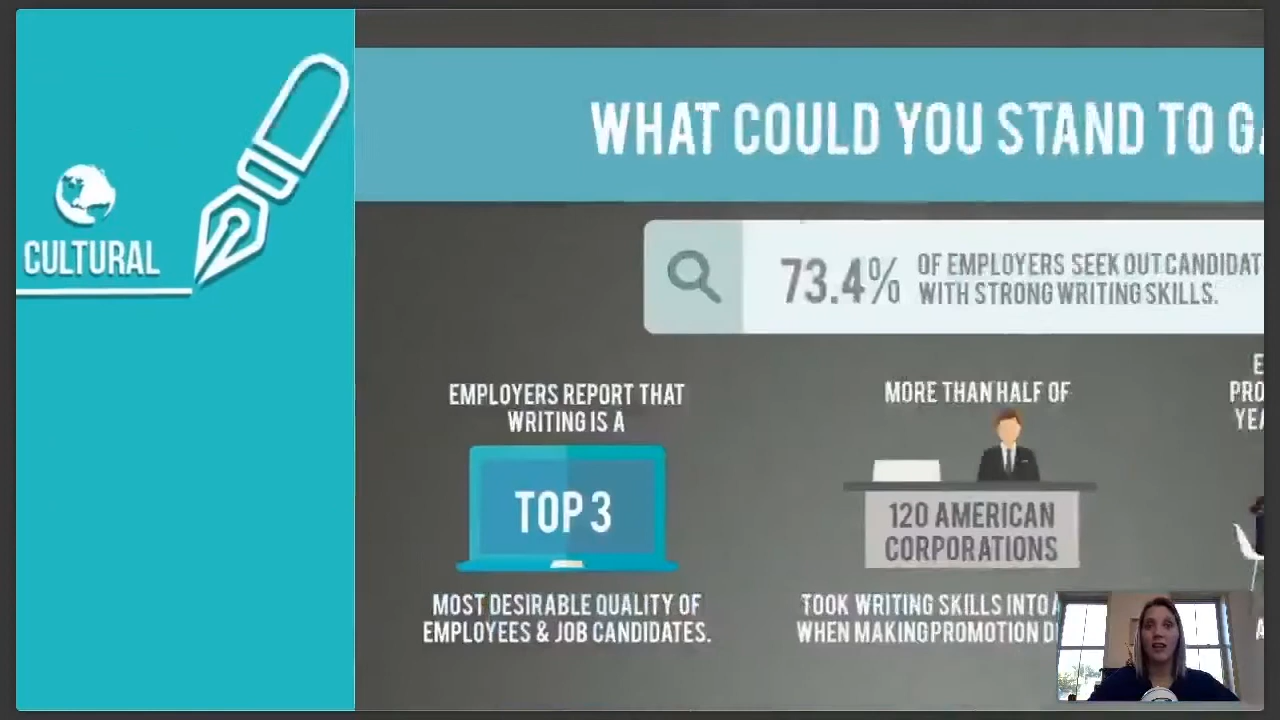 CULTURAL
WHAT COULD YOU STAND TO
73.4%
OF EMPLOYERS SEEK OUT
WITH STRONG WRITING SKILLS.
EMPLOYERS REPORT THAT
WRITING IS A
TOP 3
MOST DESIRABLE QUALITY OF
EMPLOYEES & JOB CANDIDATES.
MORE THAN HALF OF
120 AMERICAN
CORPORATIONS
TOOK WRITING SKILLS INTO
WHEN MAKING PROMOTION